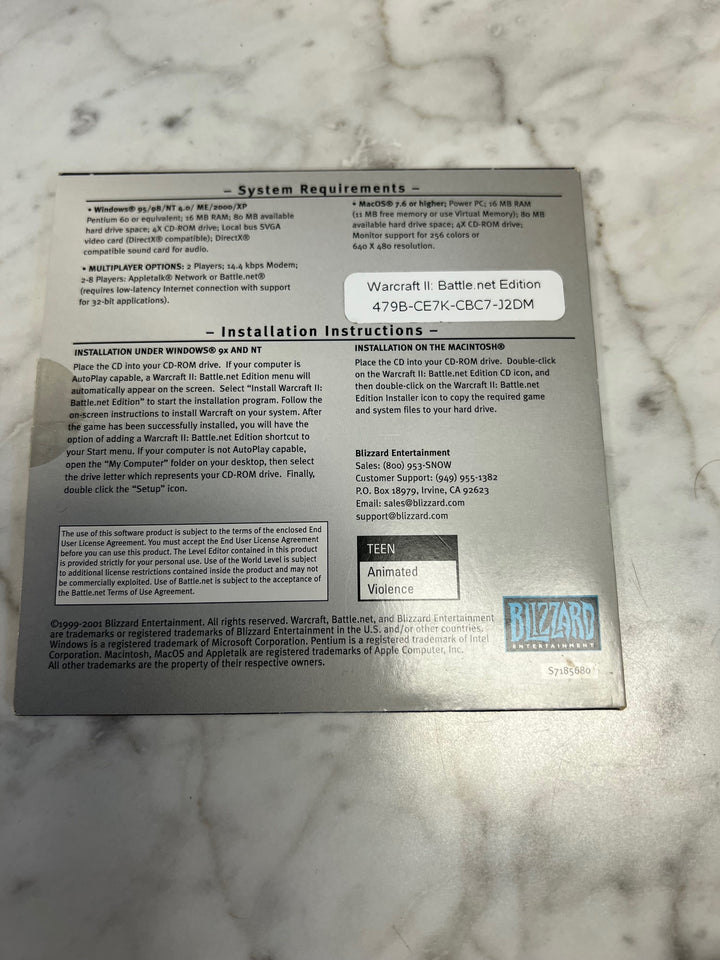 – System Requirements –
• Windows® 95/98/NT 4.0/ ME/2000/XP
Pentium 60 or equivalent; 16 MB RAM; 80 MB available
hard drive space; 4X CD-ROM drive; Local bus SVGA
video card (DirectX® compatible); DirectX®
compatible sound card for audio.
• MULTIPLAYER OPTIONS: 2 Players; 14.4 kbps Modem;
2-8 Players: Appletalk® Network or Battle.net®
(requires low-latency Internet connection with support
for 32-bit applications).
• MacOS® 7.6 or higher; Power PC; 16 MB RAM
(11 MB free memory or use Virtual Memory); 80 MB
available hard drive space; 4X CD-ROM drive;
Monitor support for 256 colors or
640 X 480 resolution.
Warcraft II: Battle.net Edition
479B-CE7K-CBC7-J2DM
– Installation Instructions –
INSTALLATION UNDER WINDOWS® 9X AND NT
Place the CD into your CD-ROM drive. If your computer is
AutoPlay capable, a Warcraft II: Battle.net Edition menu will
automatically appear on the screen. Select "Install Warcraft II:
Battle.net Edition" to start the installation program. Follow the
on-screen instructions to install Warcraft on your system. After
the game has been successfully installed, you will have the
option of adding a Warcraft II: Battle.net Edition shortcut to
your Start menu. If your computer is not AutoPlay capable,
open the "My Computer" folder on your desktop, then select
the drive letter which represents your CD-ROM drive. Finally,
double click the "Setup" icon.
INSTALLATION ON THE MACINTOSH®
Place the CD into your CD-ROM drive. Double-click
on the Warcraft II: Battle.net Edition CD icon, and
then double-click on the Warcraft II: Battle.net
Edition Installer icon to copy the required game
and system files to your hard drive.
Blizzard Entertainment
Sales: (800) 953-SNOW
Customer Support: (949) 955-1382
P.O. Box 18979, Irvine, CA 92623
Email: sales@blizzard.com
support@blizzard.com
The use of this software product is subject to the terms of the enclosed End
User License Agreement. You must accept the End User License Agreement
before you can use this product. The Level Editor contained in this product
is provided strictly for your personal use. Use of the World Level is subject
to additional license restrictions contained inside the product and may not
be commercially exploited. Use of Battle.net is subject to the acceptance of
the Battle.net Terms of Use Agreement.
TEEN
Animated
Violence
©1999-2001 Blizzard Entertainment. All rights reserved. Warcraft, Battle.net, and Blizzard Entertainment
are trademarks or registered trademarks of Blizzard Entertainment in the U.S. and/or other countries.
Windows is a registered trademark of Microsoft Corporation. Pentium is a registered trademark of Intel
Corporation. Macintosh, MacOS and Appletalk are registered trademarks of Apple Computer, Inc.
All other trademarks are the property of their respective owners.
BLIZZARD
ENTERTAINMENT
S7185680